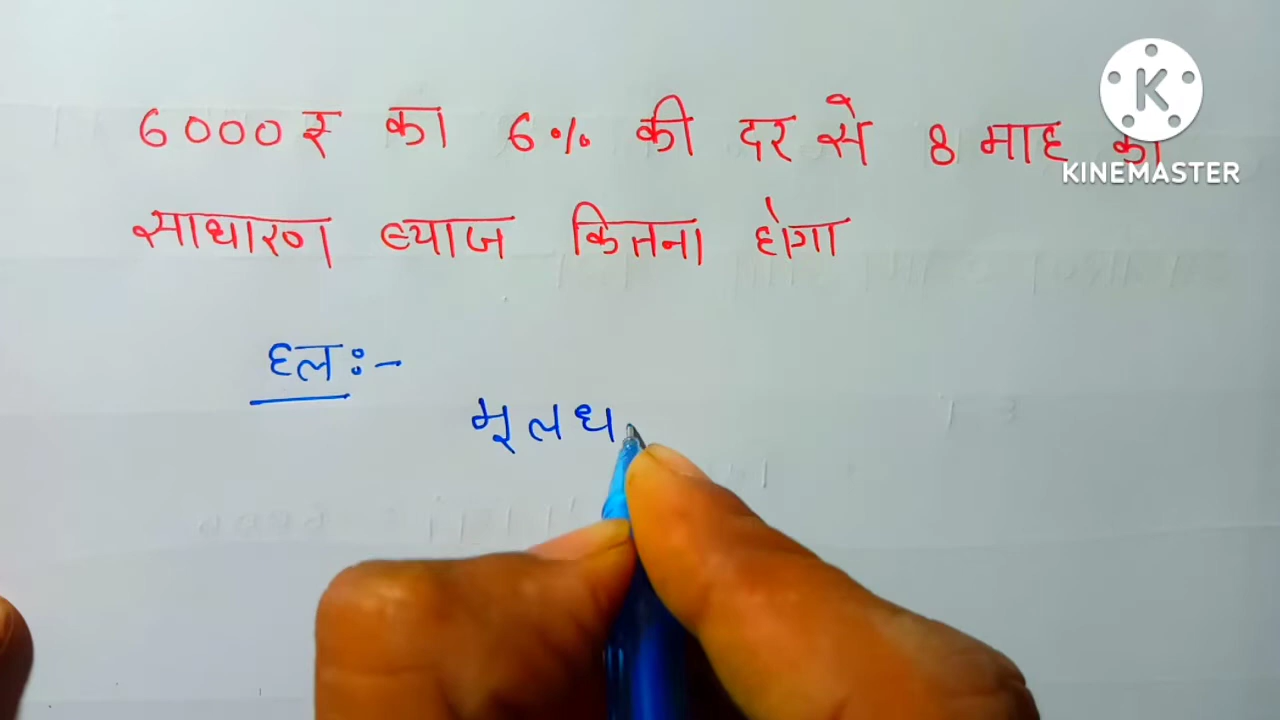 6000 रु का 6% की दर से 8 माह का
साधारण ब्याज कितना होगा
हल :-
मूलध
K
KINEMASTER